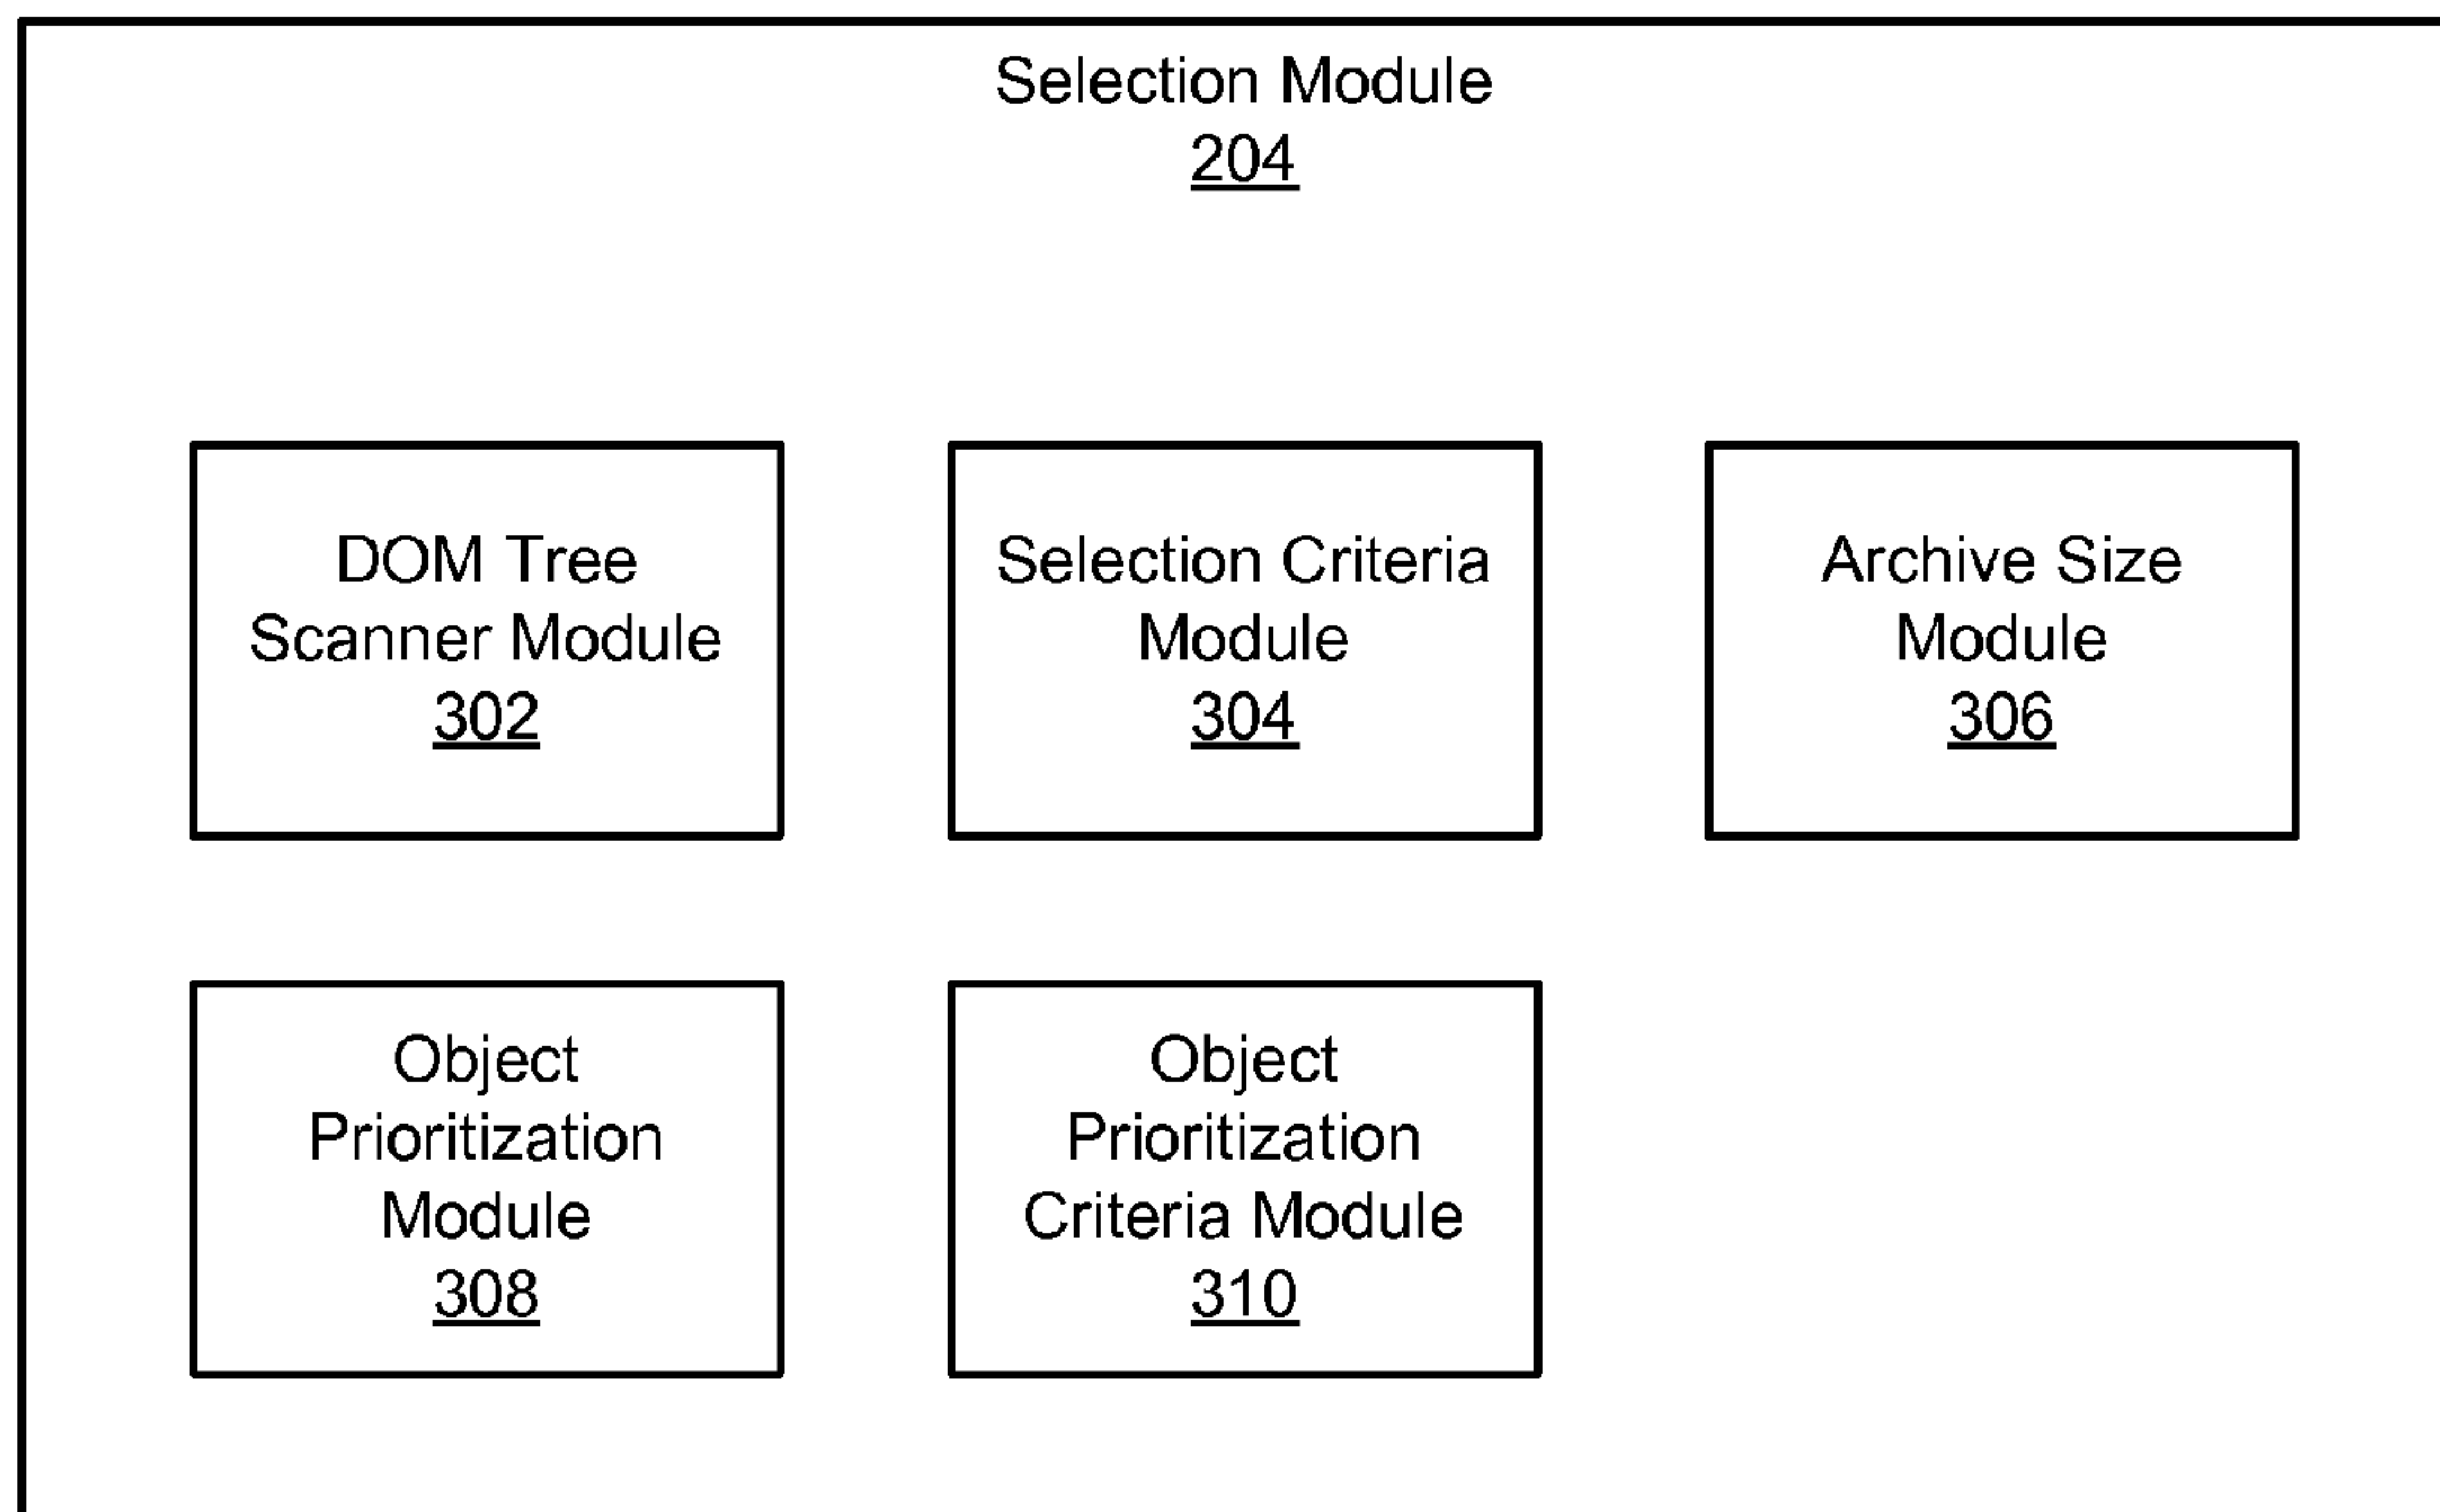 Selection Module
204
DOM Tree
Scanner Module
302
Selection Criteria
Module
304
Archive Size
Module
306
Object
Prioritization
Module
308
Object
Prioritization
Criteria Module
310